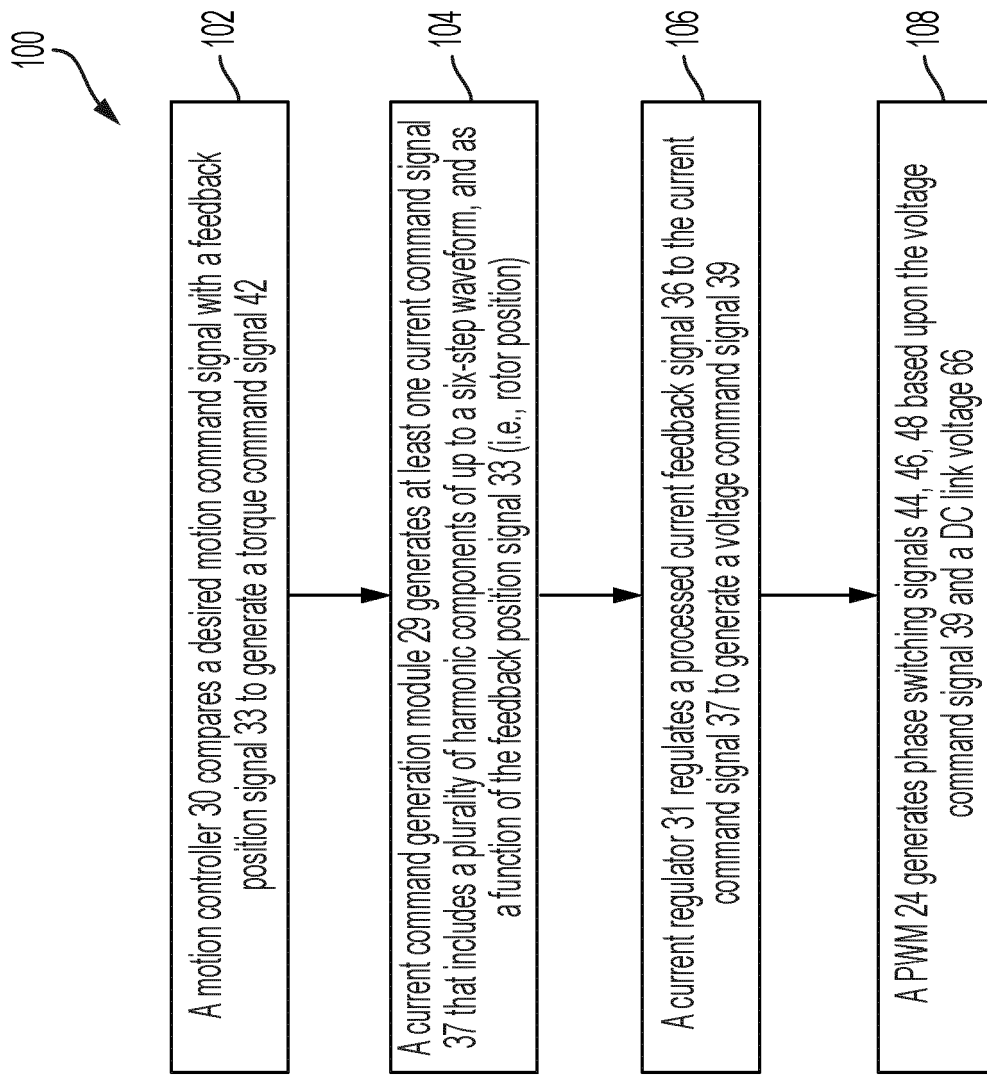 100
A motion controller 30 compares a desired motion command signal with a feedback
position signal 33 to generate a torque command signal 42
102
A current command generation module 29 generates at least one current command signal
37 that includes a plurality of harmonic components of up to a six-step waveform, and as
a function of the feedback position signal 33 (i.e., rotor position)
104
A current regulator 31 regulates a processed current feedback signal 36 to the current
command signal 37 to generate a voltage command signal 39
106
A PWM 24 generates phase switching signals 44, 46, 48 based upon the voltage
command signal 39 and a DC link voltage 66
108